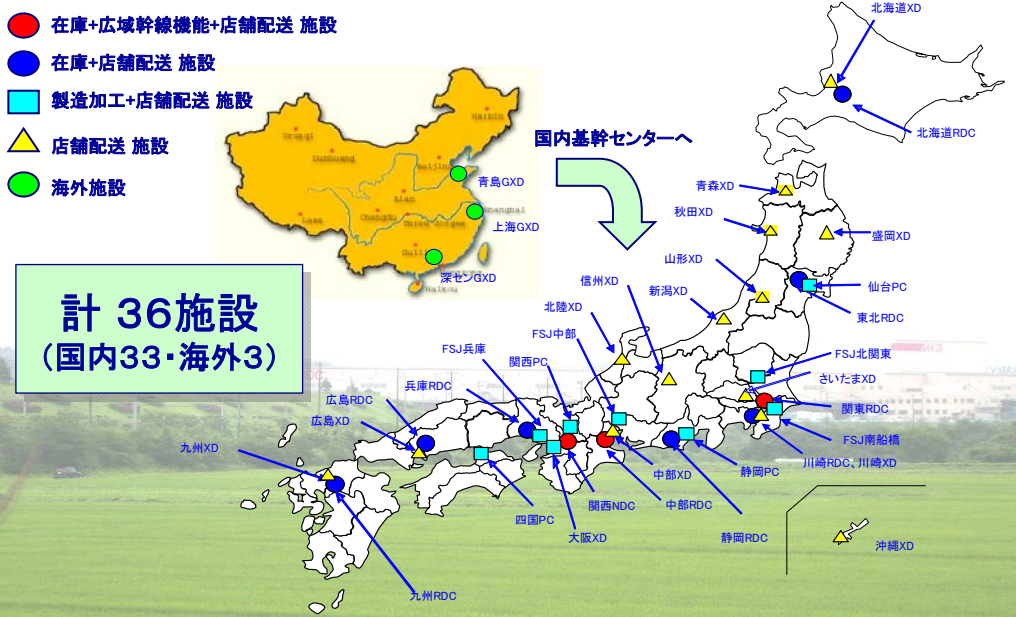 在庫+広域幹線機能+店舗配送 施設
在庫+店舗配送 施設
製造加工+店舗配送 施設
店舗配送 施設
海外施設
国内基幹センターへ
Harbin
Urumqi
Dunhuang
Beijing
Xian
Shanghai
Lasa
Chengdu
Three Gorges
Haikou
青島GXD
上海GXD
深センGXD
計 36施設
(国内33・海外3)
北海道XD
北海道RDC
青森XD
秋田XD
盛岡XD
山形XD
仙台PC
信州XD
新潟XD
東北RDC
北陸XD
FSJ中部
FSJ兵庫
関西PC
FSJ北関東
兵庫RDC
さいたまXD
広島RDC
関東RDC
広島XD
FSJ南船橋
九州XD
川崎RDC、川崎XD
中部XD
静岡PC
四国PC
関西NDC
中部RDC
大阪XD
静岡RDC
沖縄XD
九州RDC